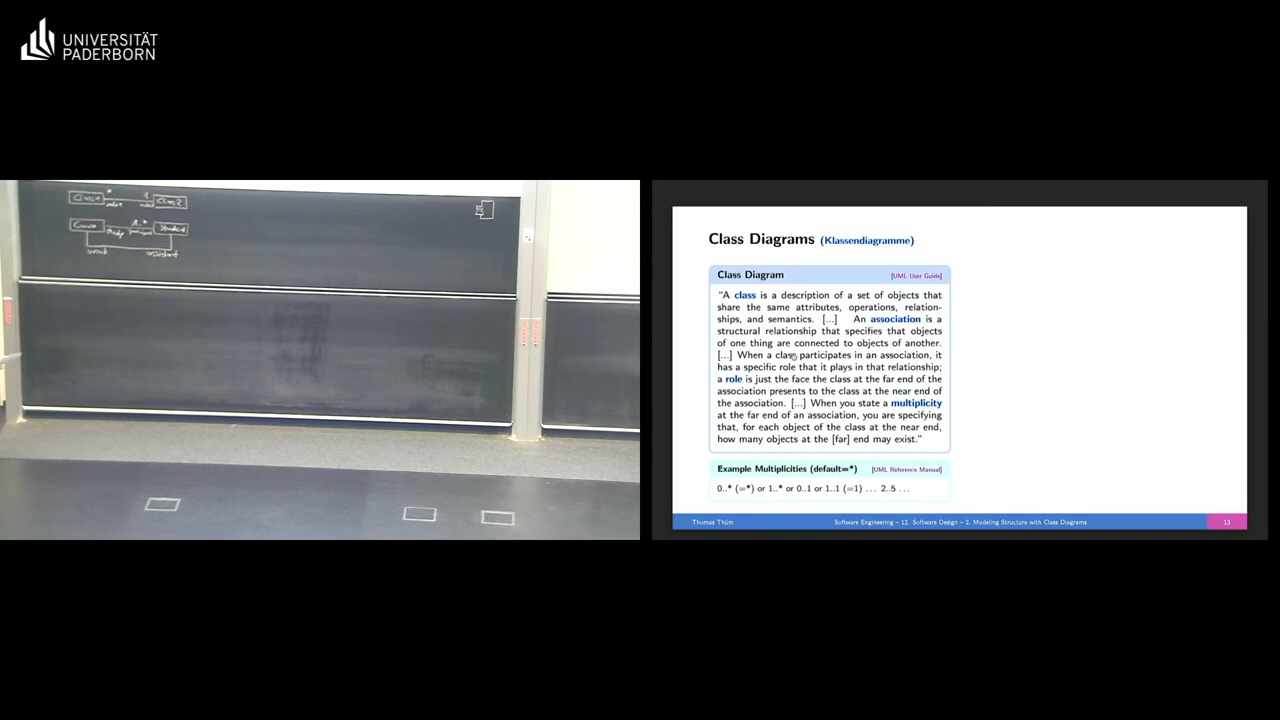 UNIVERSITÄT
PADERBORN
Class 2
Student
assistant
Class Diagrams (Klassendiagramme)
Class Diagram [UML User Guide]
“A class is a description of a set of objects that
share the same attributes, operations, relation-
ships, and semantics. [...] An association is a
structural relationship that specifies that objects
of one thing are connected to objects of another.
[...] When a class participates in an association, it
has a specific role that it plays in that relationship;
a role is just the face the class at the far end of the
association presents to the class at the near end of
the association. [...] When you state a multiplicity
at the far end of an association, you are specifying
that, for each object of the class at the near end,
how many objects at the [far] end may exist.”
Example Multiplicities (default=*) [UML Reference Manual]
0..* (=*) or 1..* or 0..1 or 1..1 (=1) ... 2..5 ...
Thomas Thüm Software Engineering – 12. Software Design – 2. Modeling Structure with Class Diagrams 13